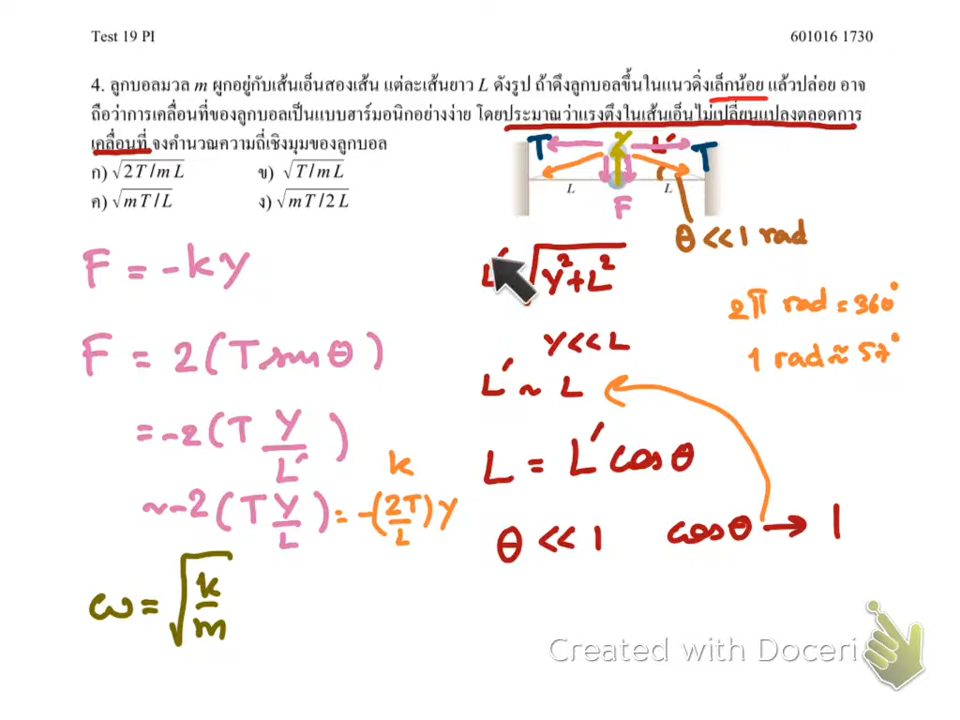 Test 19 PI 601016 1730
4. ลูกบอลมวล m ผูกอยู่กับเส้นเอ็นสองเส้น แต่ละเส้นยาว L ดังรูป ถ้าดึงลูกบอลขึ้นในแนวดิ่งเล็กน้อย แล้วปล่อย อาจ
ถือว่าการเคลื่อนที่ของลูกบอลเป็นแบบฮาร์มอนิกอย่างง่าย โดยประมาณว่าแรงตึงในเส้นเอ็นไม่เปลี่ยนแปลงตลอดการ
เคลื่อนที่ จงคำนวณความถี่เชิงมุมของลูกบอล
ก) √2T/mL ข) √T/mL
ค) √mT/L ง) √mT/2L
T L′ T
L L
F
θ << 1 rad
F = -ky
L′ √y²+L²
2π rad = 360°
1 rad ≈ 57°
F = 2(T sinθ)
y << L
L′ ~ L
= -2(T y/L′)
k
L = L′ cosθ
~ -2(T y/L) = -(2T/L)y
θ << 1 cosθ → 1
ω = √k/m
Created with Doceri